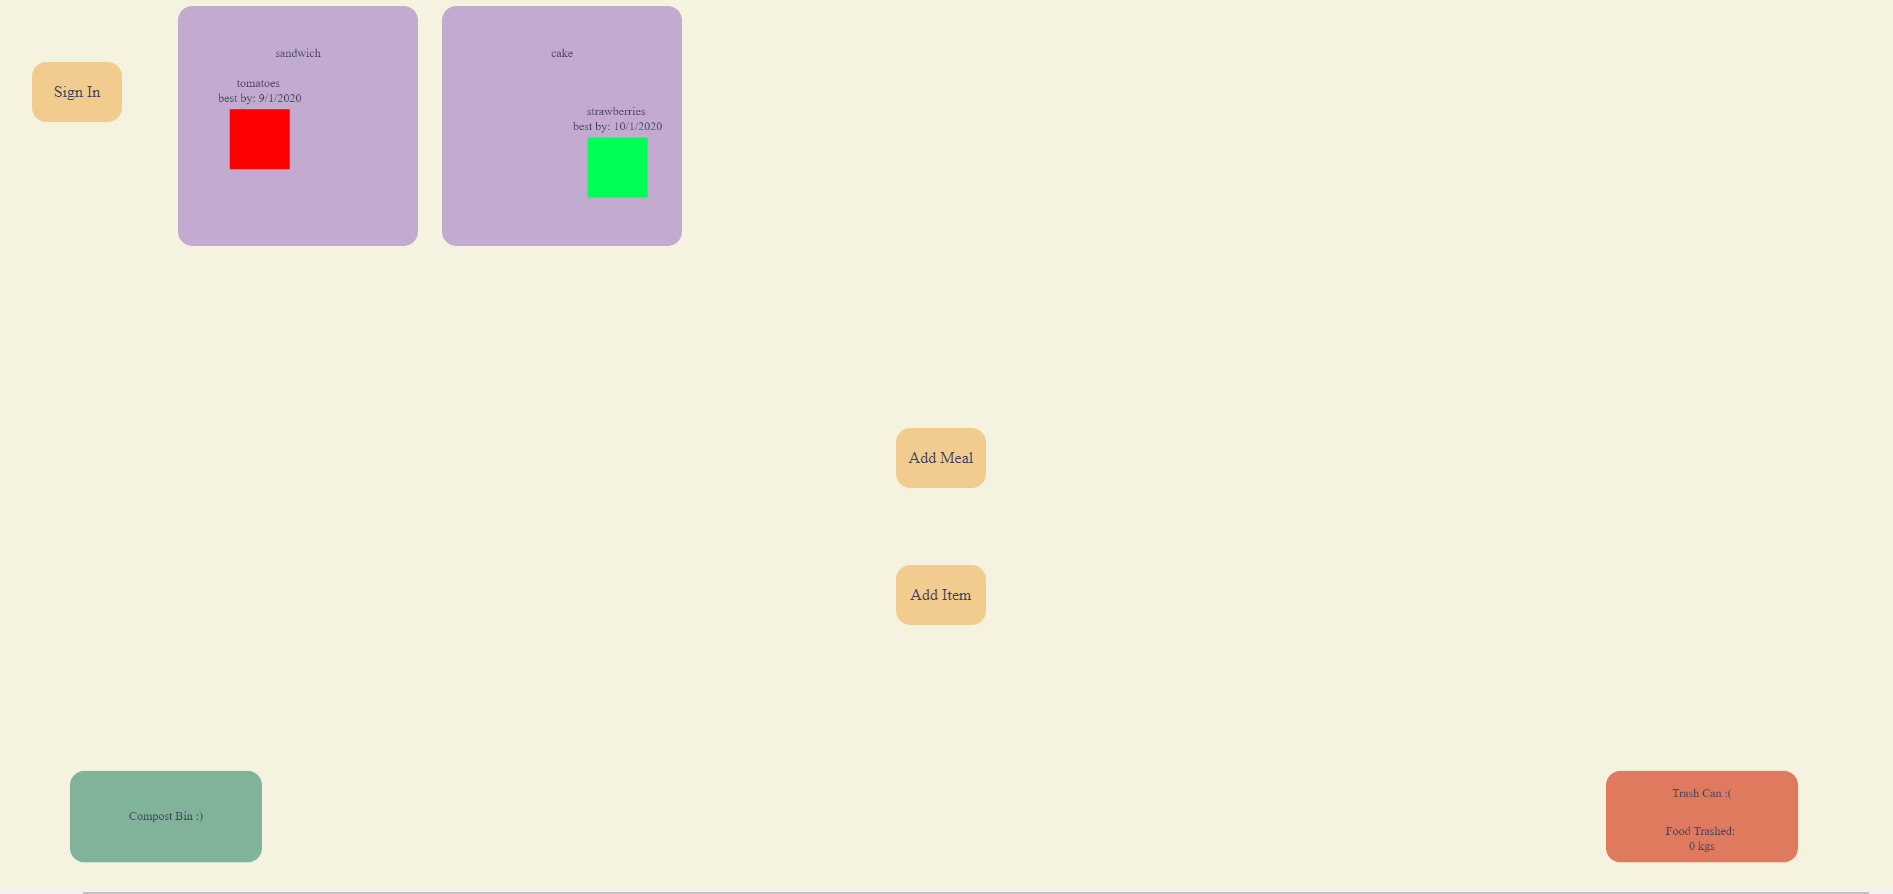 Sign In
sandwich
tomatoes
best by: 9/1/2020
cake
strawberries
best by: 10/1/2020
Add Meal
Add Item
Compost Bin :)
Trash Can :(
Food Trashed:
0 kgs